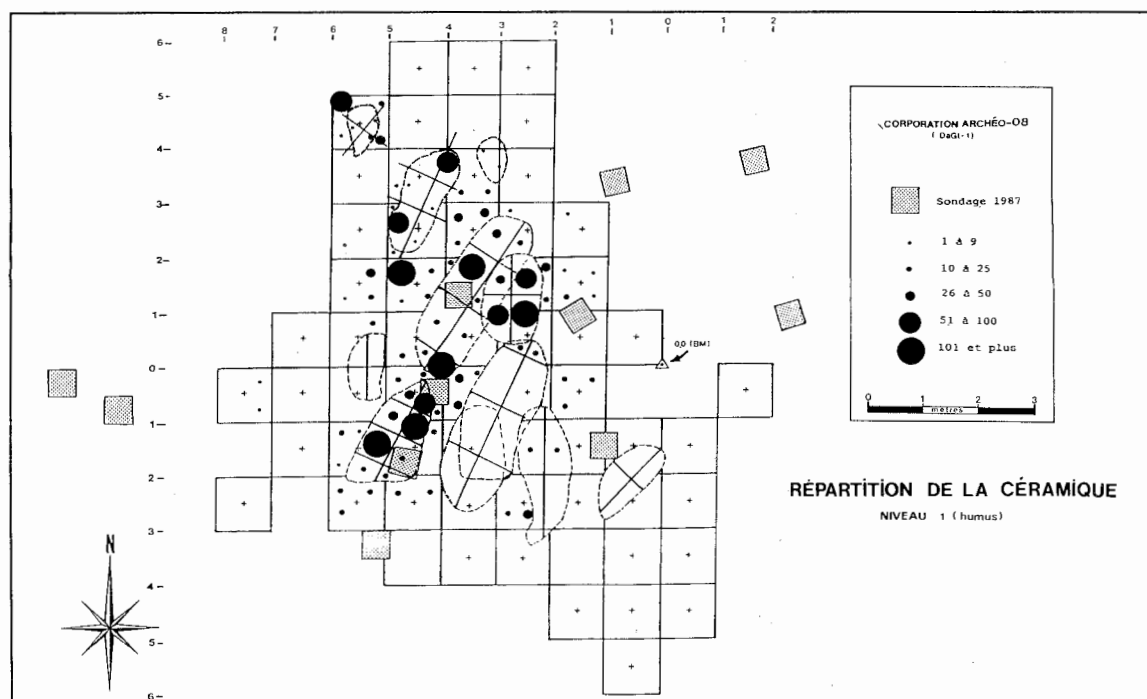 8 7 6 5 4 3 2 1 0 1 2
6
5
4
3
2
1
0
1
2
3
4
5
6
0,0 (BM)
N
CORPORATION ARCHÉO-08
( DaGt-1)
Sondage 1987
1 à 9
10 à 25
26 à 50
51 à 100
101 et plus
0 1 2 3
mètres
RÉPARTITION DE LA CÉRAMIQUE
NIVEAU 1 (humus)